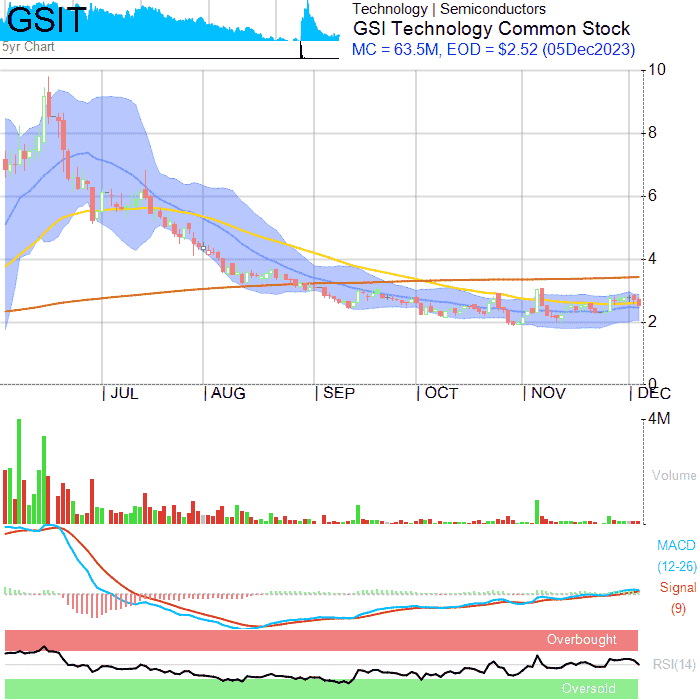 GSIT
5yr Chart
Technology | Semiconductors
GSI Technology Common Stock
MC = 63.5M, EOD = $2.52 (05Dec2023)
10
8
6
4
2
0
JUL
AUG
SEP
OCT
NOV
DEC
4M
Volume
MACD
(12-26)
Signal
(9)
Overbought
RSI(14)
Oversold